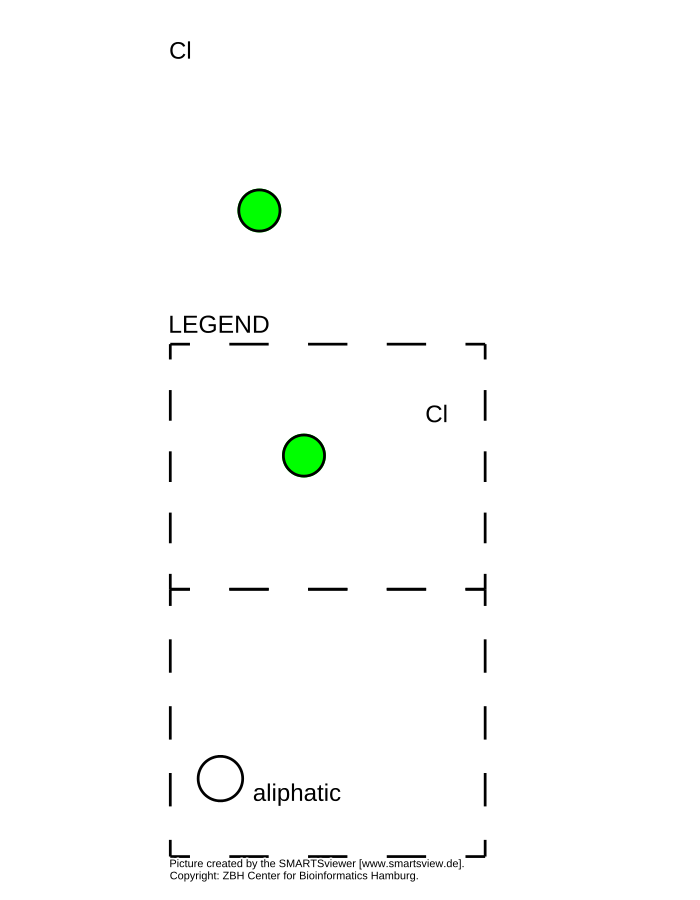 Cl
LEGEND
Cl
aliphatic
Picture created by the SMARTSviewer [www.smartsview.de].
Copyright: ZBH Center for Bioinformatics Hamburg.